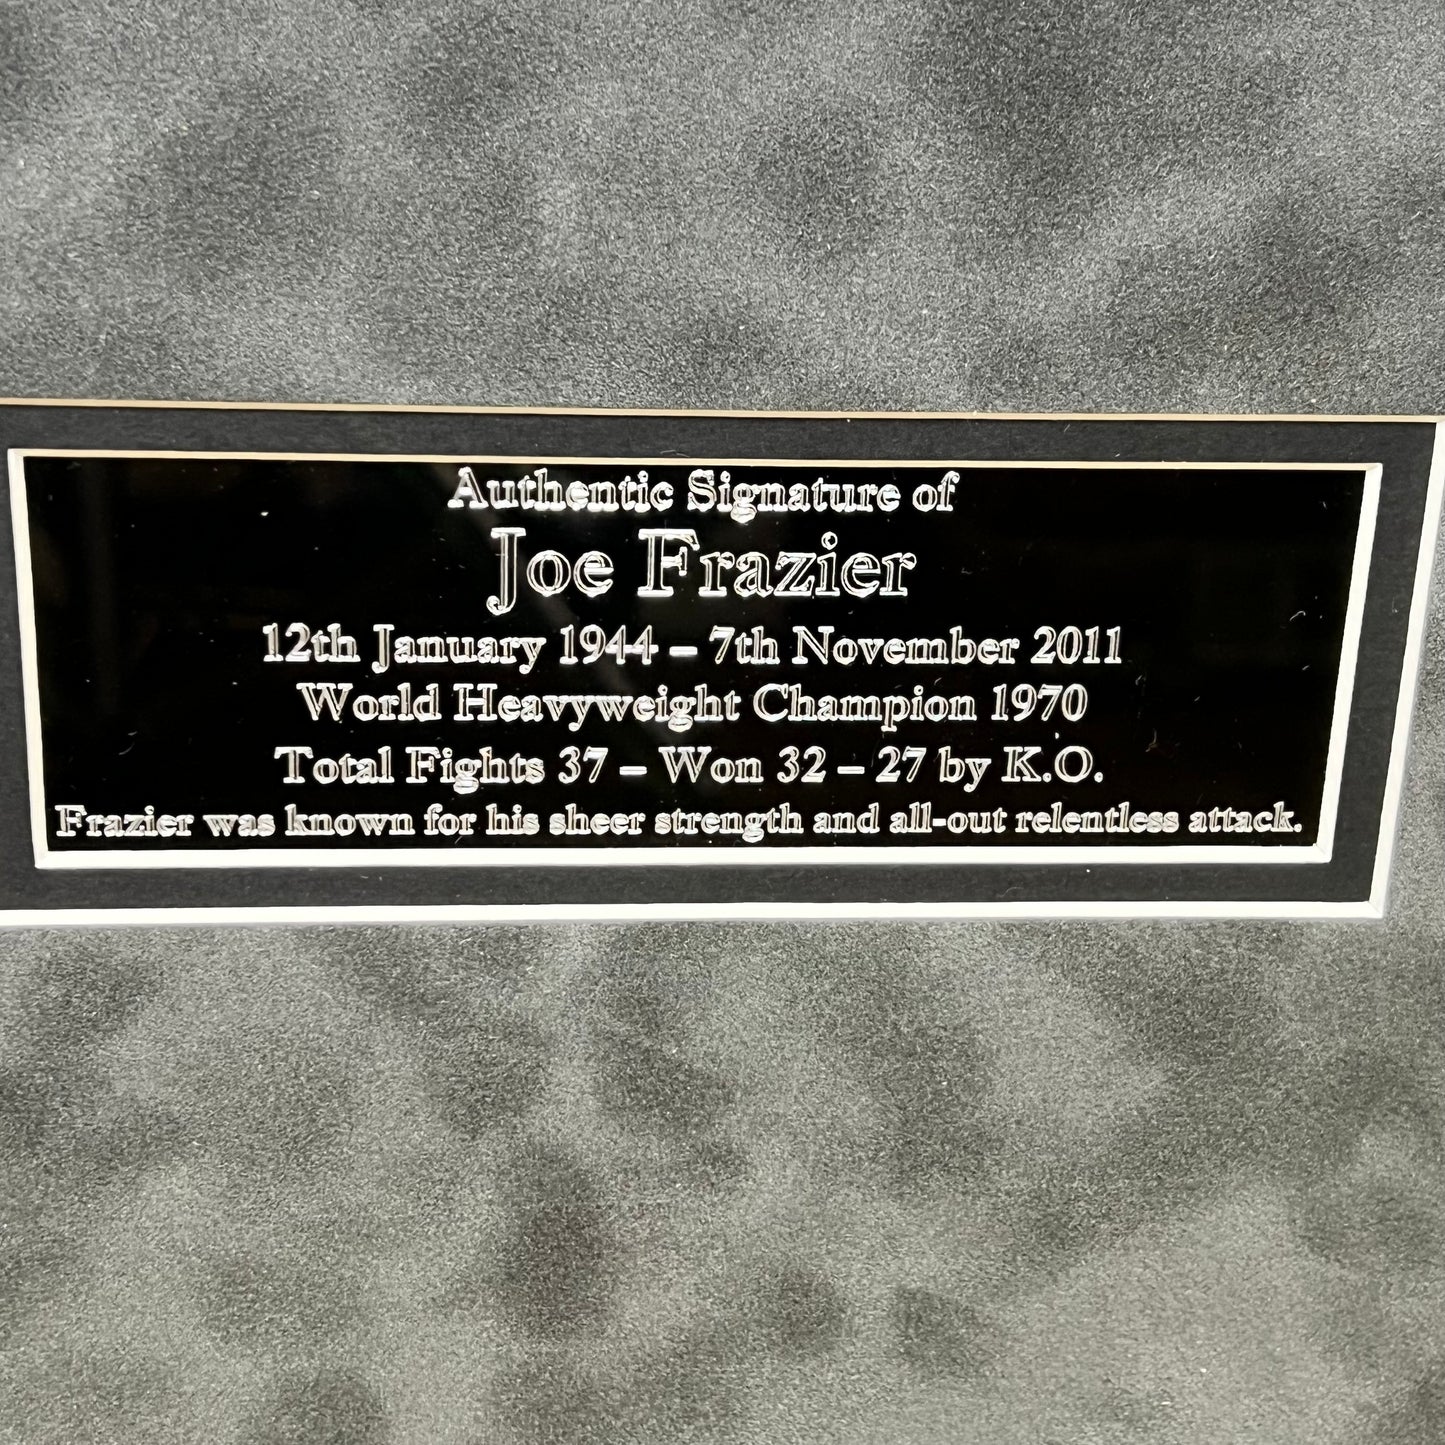 Authentic Signature of
Joe Frazier
12th January 1944 – 7th November 2011
World Heavyweight Champion 1970
Total Fights 37 – Won 32 – 27 by K.O.
Frazier was known for his sheer strength and all-out relentless attack.